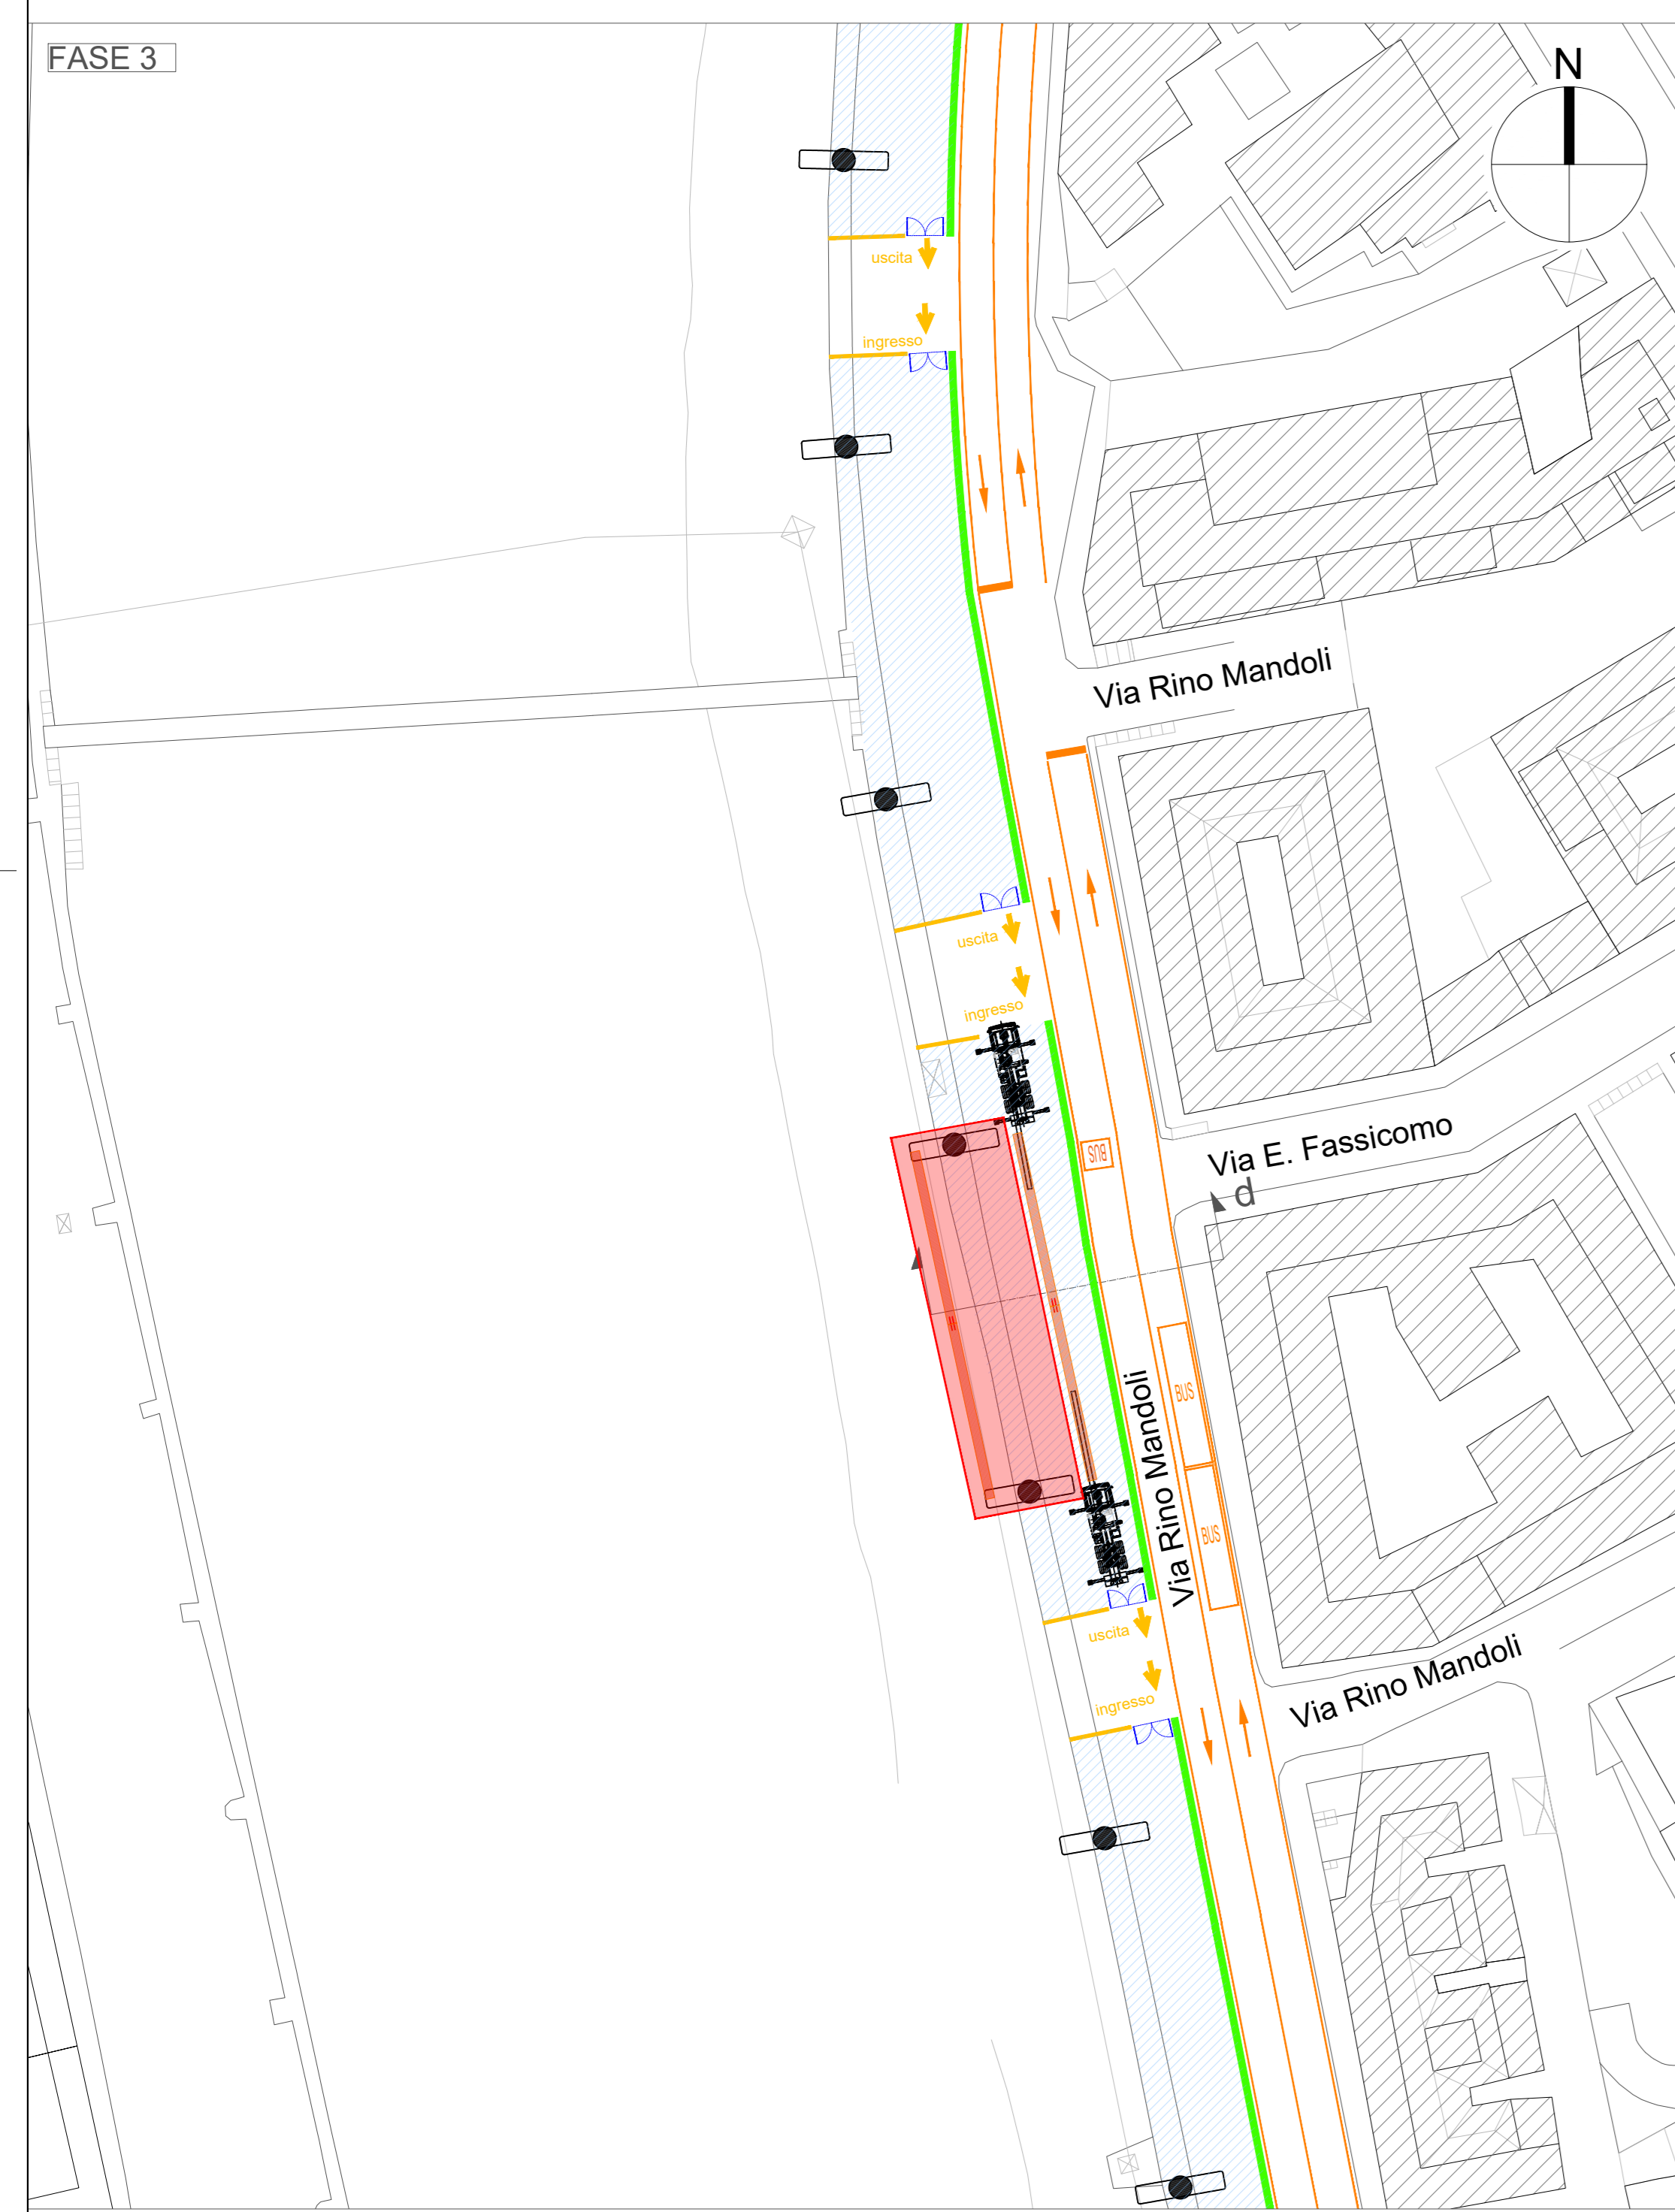 FASE 3
N
uscita
ingresso
Via Rino Mandoli
uscita
ingresso
BUS
Via E. Fassicomo
d
BUS
Via Rino Mandoli
BUS
uscita
ingresso
Via Rino Mandoli